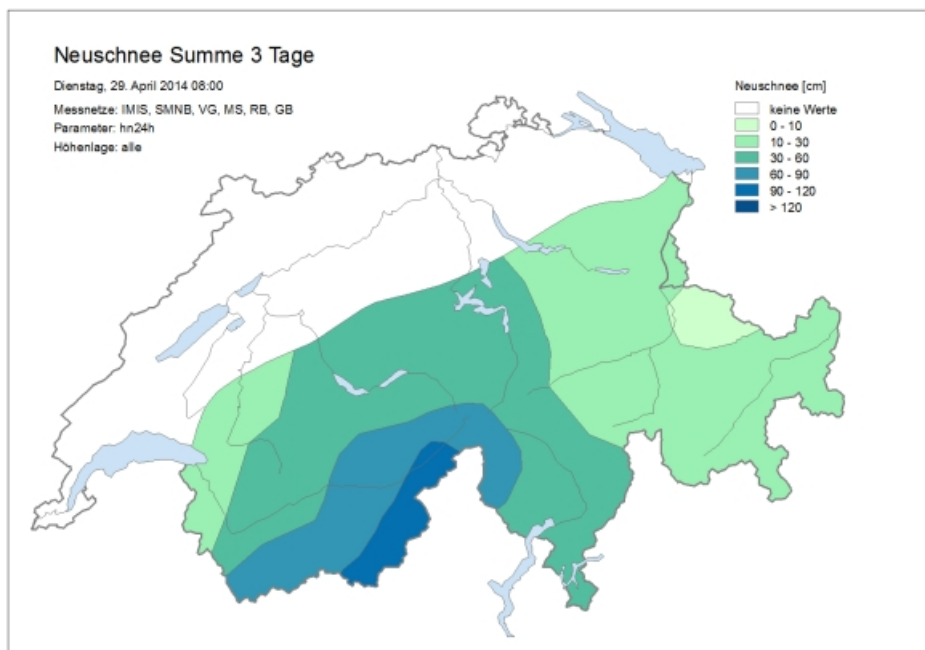 Neuschnee Summe 3 Tage
Dienstag, 29. April 2014 08:00
Messnetze: IMIS, SMNB, VG, MS, RB, GB
Parameter: hn24h
Höhenlage: alle
Neuschnee [cm]
keine Werte
0 - 10
10 - 30
30 - 60
60 - 90
90 - 120
> 120